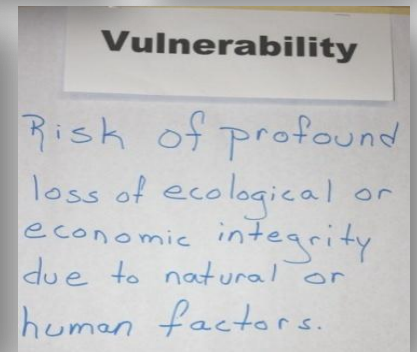 Vulnerability
Risk of profound
loss of ecological or
economic integrity
due to natural or
human factors.